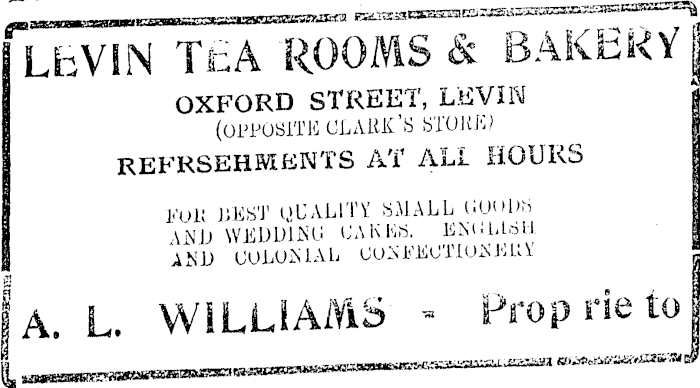 LEVIN TEA ROOMS & BAKERY
OXFORD STREET, LEVIN
(OPPOSITE CLARK'S STORE)
REFRSEHMENTS AT ALL HOURS
FOR BEST QUALITY SMALL GOODS
AND WEDDING CAKES. ENGLISH
AND COLONIAL CONFECTIONERY
A. L. WILLIAMS - Prop rie to